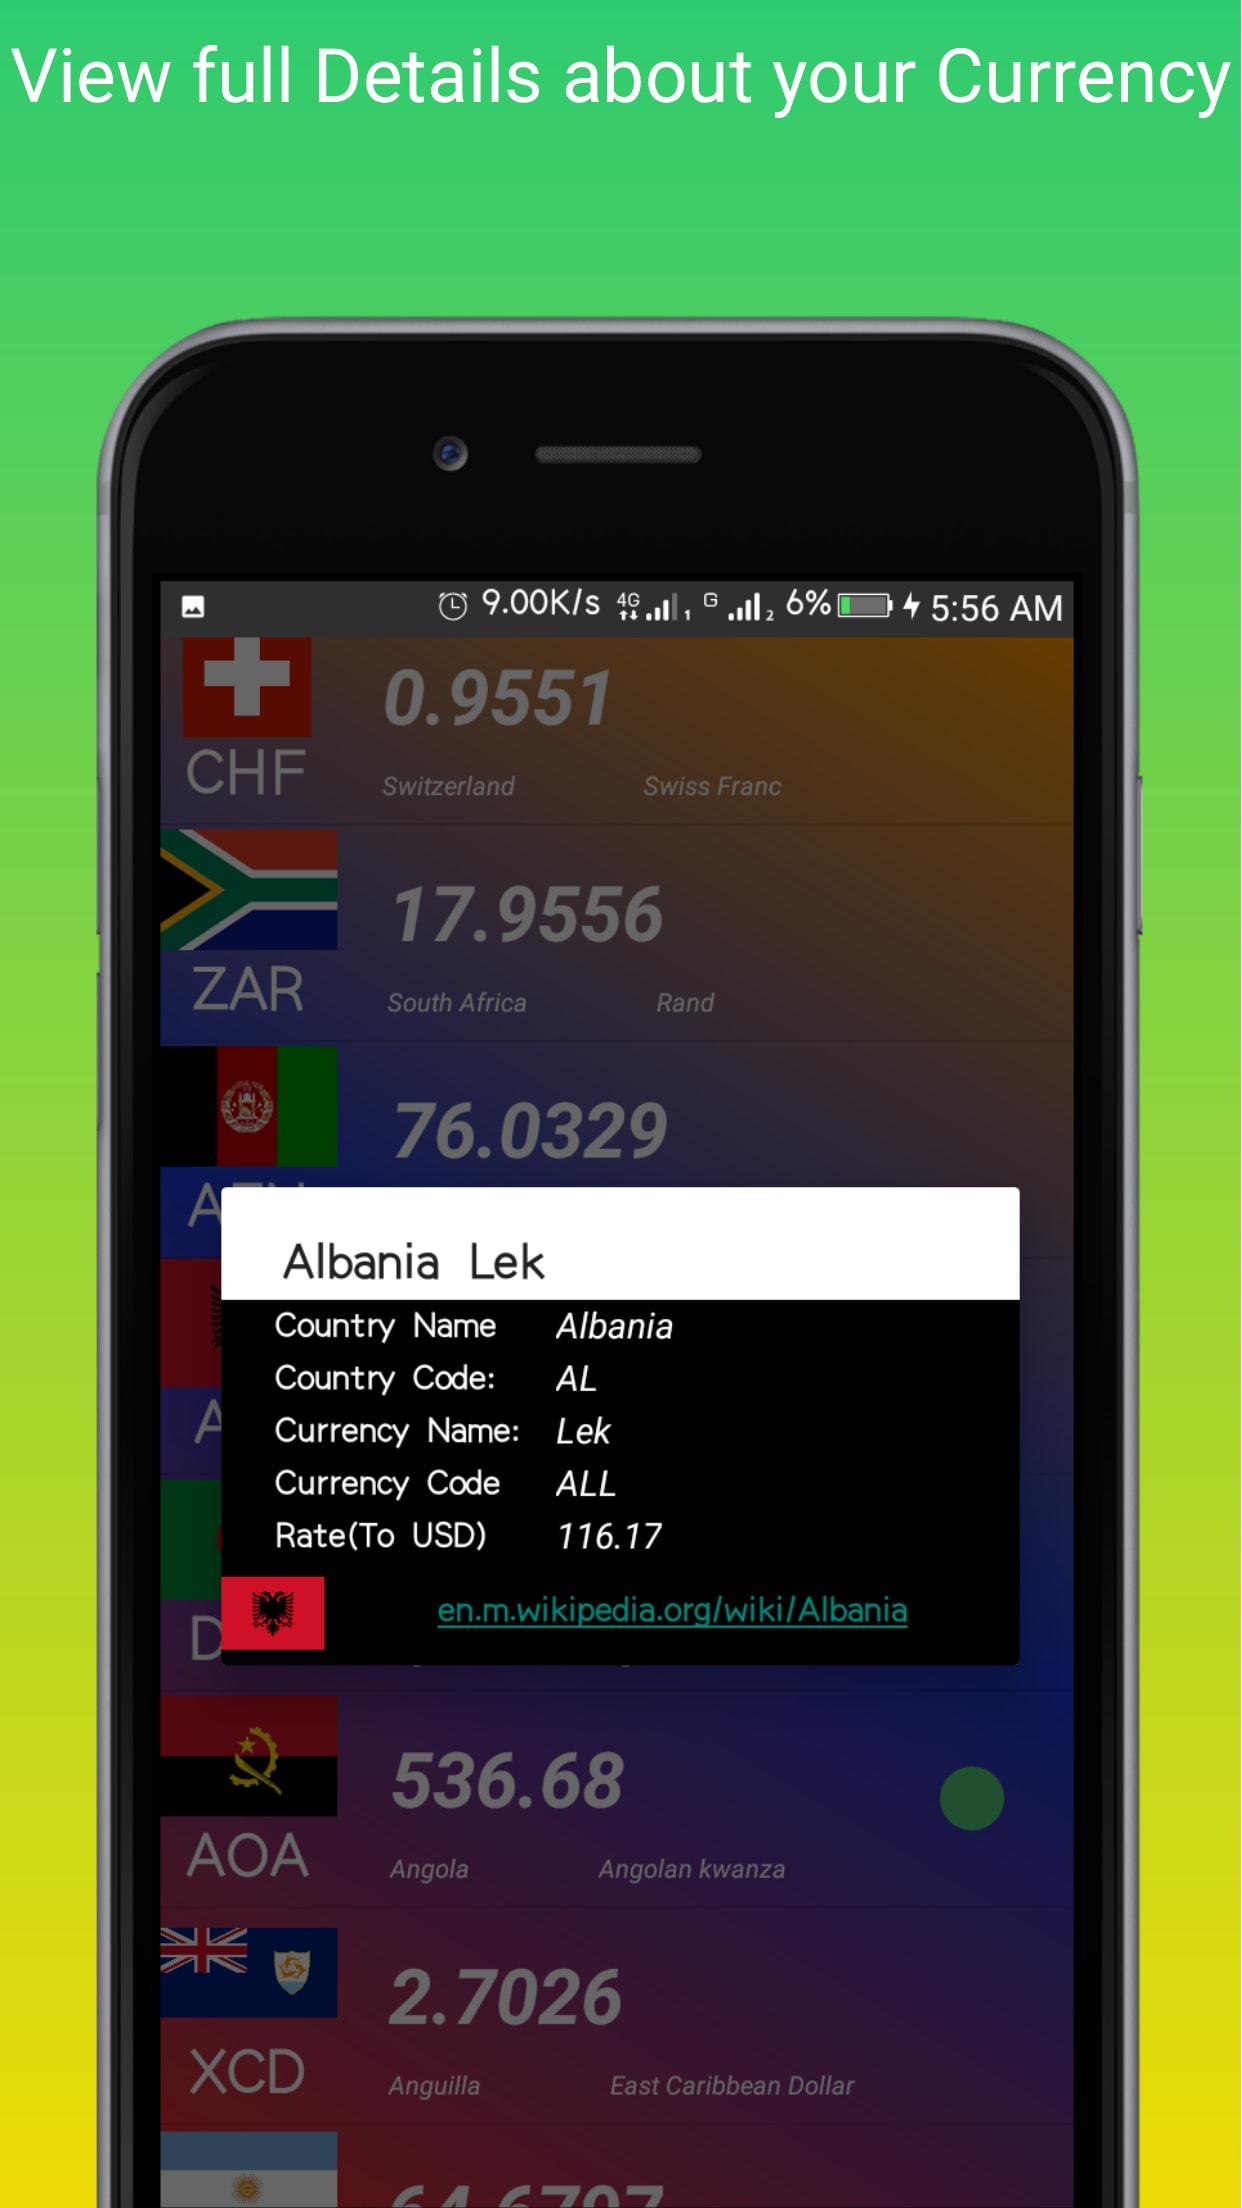 View full Details about your Currency
9.00K/s 4G 1 G 2 6% 5:56 AM
0.9551
CHF
Switzerland Swiss Franc
17.9556
ZAR
South Africa Rand
76.0329
Albania Lek
Country Name Albania
Country Code: AL
Currency Name: Lek
Currency Code ALL
Rate(To USD) 116.17
en.m.wikipedia.org/wiki/Albania
536.68
AOA
Angola Angolan kwanza
2.7026
XCD
Anguilla East Caribbean Dollar